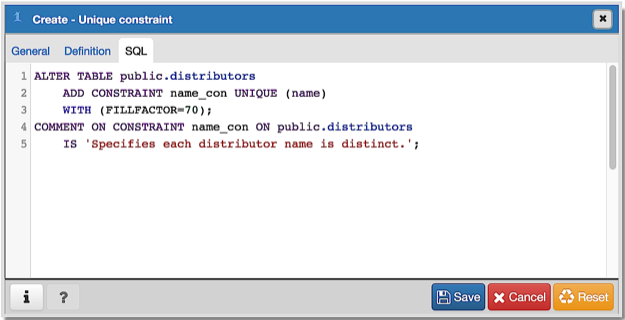 Create - Unique constraint
General Definition SQL
1 ALTER TABLE public.distributors
2 ADD CONSTRAINT name_con UNIQUE (name)
3 WITH (FILLFACTOR=70);
4 COMMENT ON CONSTRAINT name_con ON public.distributors
5 IS 'Specifies each distributor name is distinct.';
i ? Save Cancel Reset